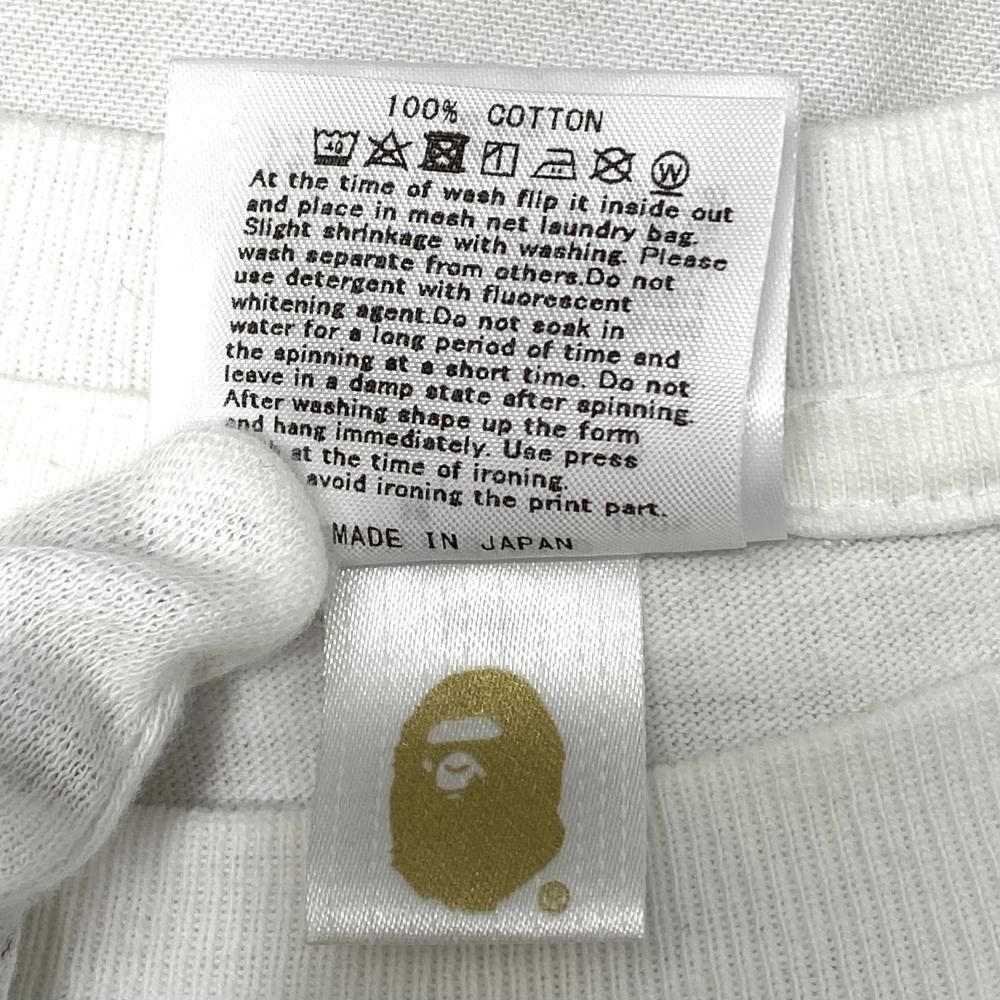 100% COTTON
40
W
At the time of wash flip it inside out
and place in mesh net laundry bag.
Slight shrinkage with washing. Please
wash separate from others.Do not
use detergent with fluorescent
whitening agent.Do not soak in
water for a long period of time and
the spinning at a short time. Do not
leave in a damp state after spinning.
After washing shape up the form
and hang immediately. Use press
at the time of ironing.
avoid ironing the print part.
MADE IN JAPAN